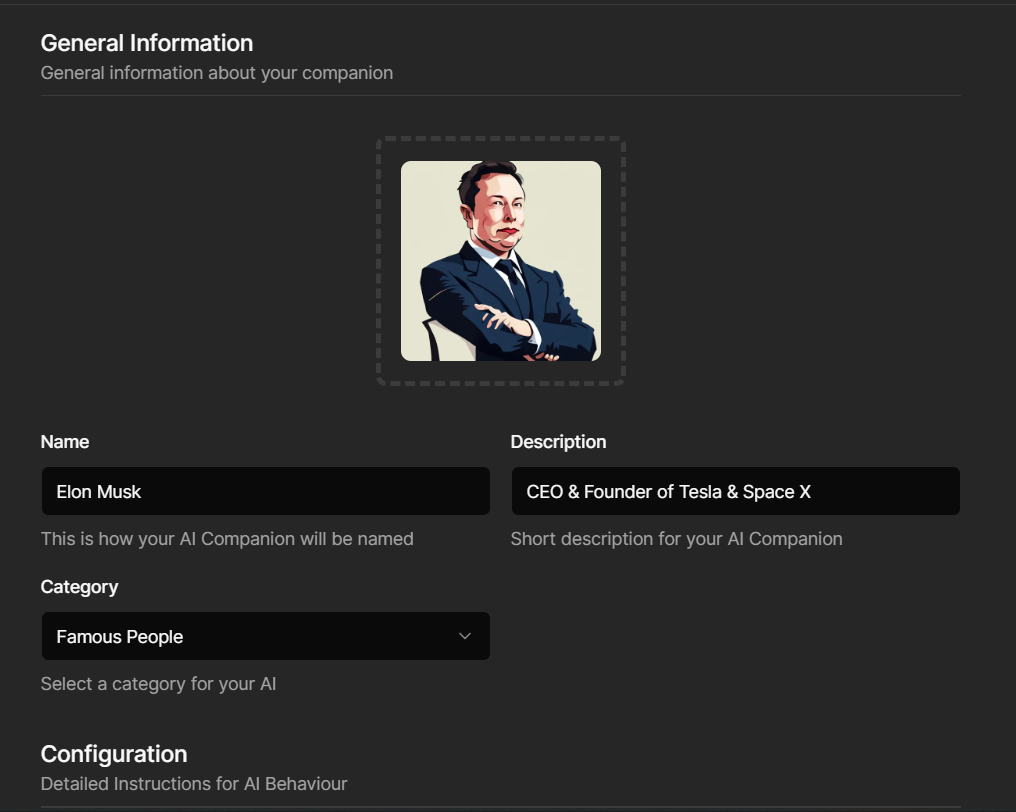 General Information
General information about your companion
Name
Elon Musk
This is how your AI Companion will be named
Description
CEO & Founder of Tesla & Space X
Short description for your AI Companion
Category
Famous People
Select a category for your AI
Configuration
Detailed Instructions for AI Behaviour